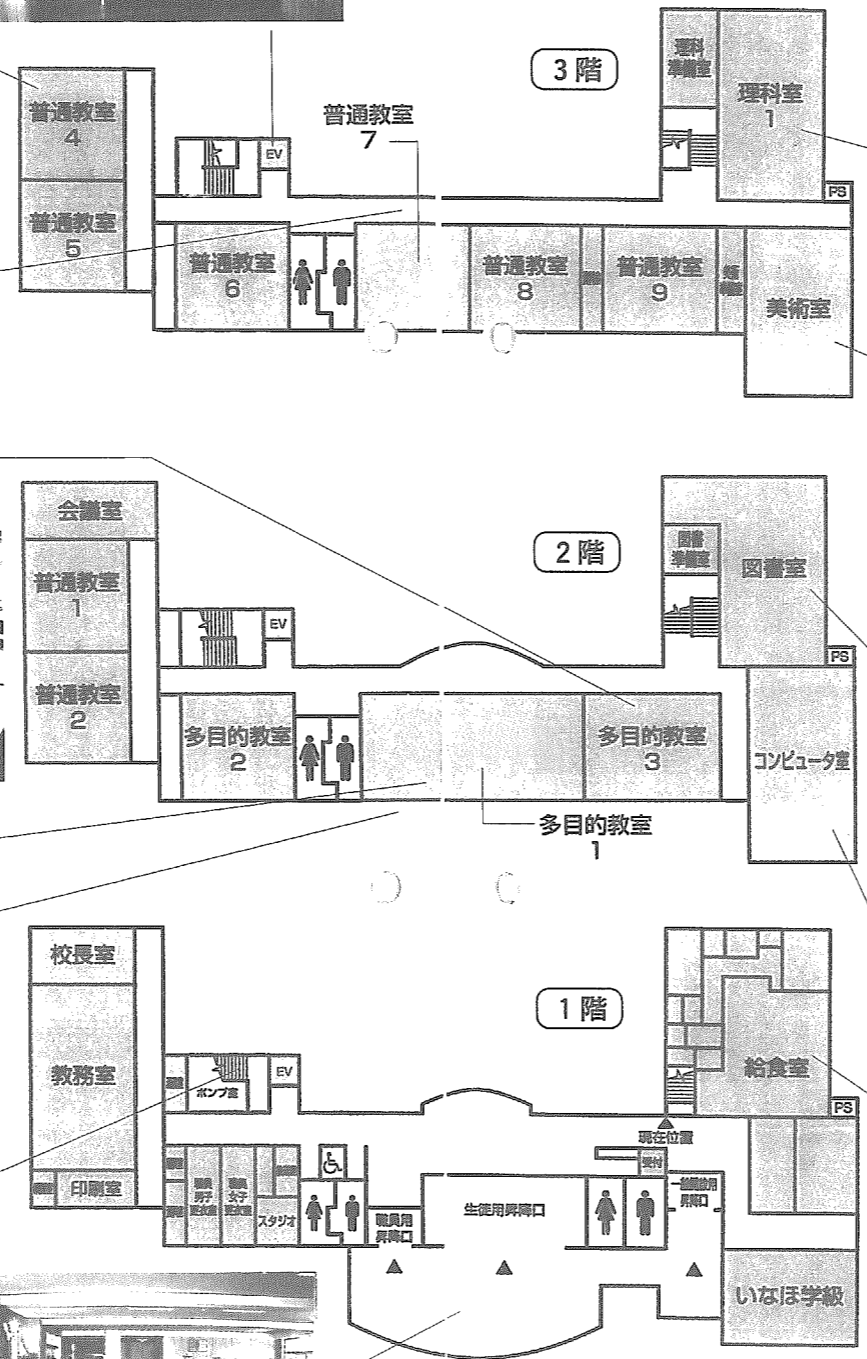 3階
理科
準備室
理科室
1
普通教室
4
普通教室
7
EV
PS
普通教室
5
普通教室
6
普通教室
8
普通教室
9
美術室
2階
会議室
図書
準備室
図書室
普通教室
1
EV
PS
普通教室
2
多目的教室
2
多目的教室
3
コンピュータ室
多目的教室
1
1階
校長室
教務室
ポンプ室
EV
給食室
PS
現在位置
受付
印刷室
職員
男子
更衣室
職員
女子
更衣室
スタジオ
職員用
昇降口
生徒用昇降口
一般開放用
昇降口
いなほ学級